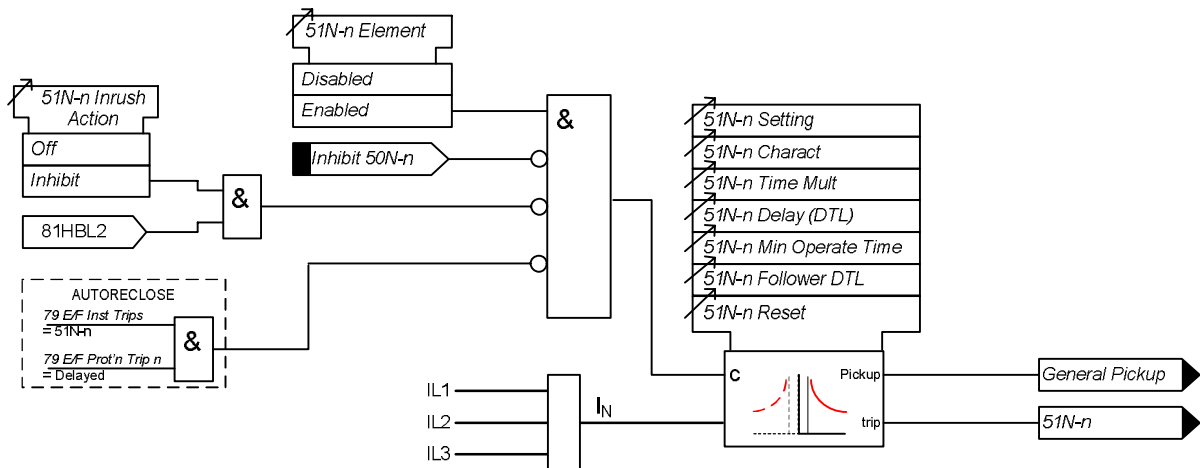 51N-n Element
Disabled
Enabled
51N-n Inrush
Action
Off
Inhibit
81HBL2
&
Inhibit 50N-n
&
AUTORECLOSE
79 E/F Inst Trips
= 51N-n
79 E/F Prot'n Trip n
= Delayed
&
51N-n Setting
51N-n Charact
51N-n Time Mult
51N-n Delay (DTL)
51N-n Min Operate Time
51N-n Follower DTL
51N-n Reset
C
Pickup
trip
IL1
IL2
IL3
IN
General Pickup
51N-n